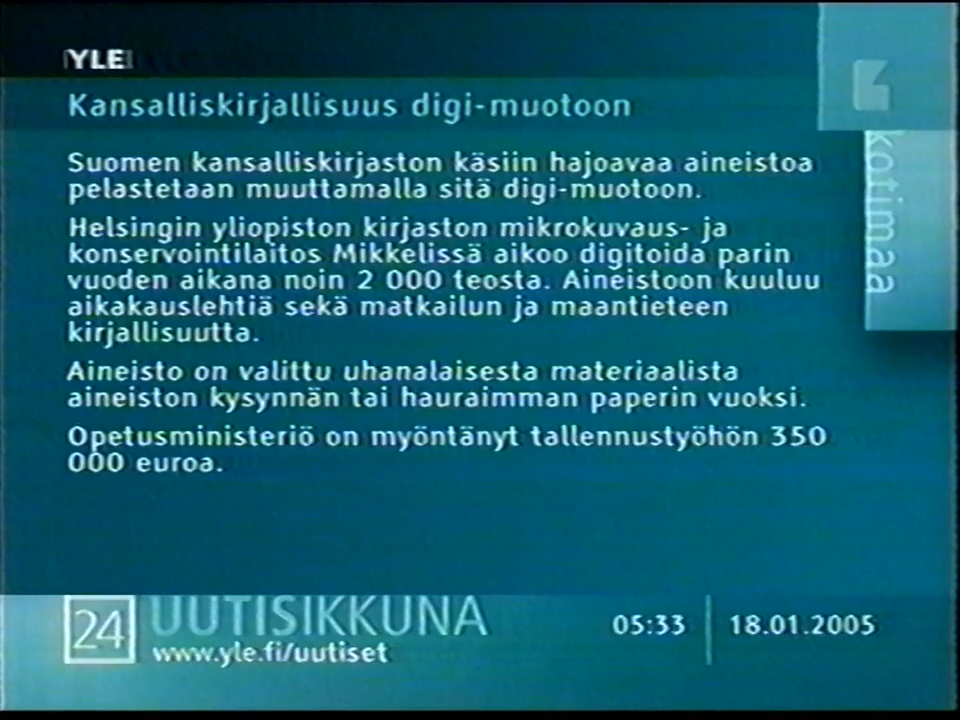 YLE
Kansalliskirjallisuus digi-muotoon
kotimaa
Suomen kansalliskirjaston käsiin hajoavaa aineistoa
pelastetaan muuttamalla sitä digi-muotoon.
Helsingin yliopiston kirjaston mikrokuvaus- ja
konservointilaitos Mikkelissä aikoo digitoida parin
vuoden aikana noin 2 000 teosta. Aineistoon kuuluu
aikakauslehtiä sekä matkailun ja maantieteen
kirjallisuutta.
Aineisto on valittu uhanalaisesta materiaalista
aineiston kysynnän tai hauraimman paperin vuoksi.
Opetusministeriö on myöntänyt tallennustyöhön 350
000 euroa.
24 UUTISIKKUNA
www.yle.fi/uutiset
05:33 18.01.2005